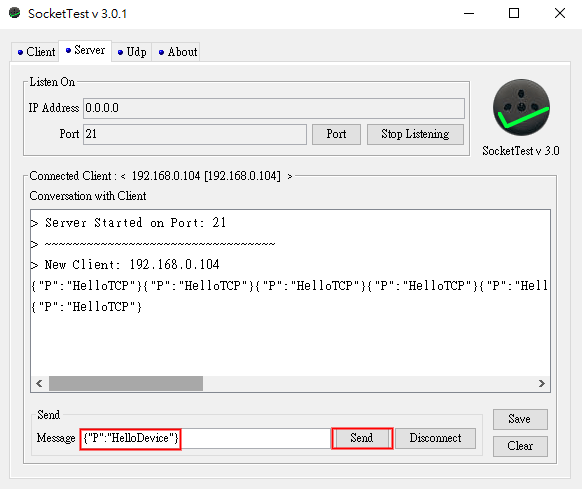 SocketTest v 3.0.1
Client Server Udp About
Listen On
IP Address 0.0.0.0
Port 21 Port Stop Listening
SocketTest v 3.0
Connected Client : < 192.168.0.104 [192.168.0.104] >
Conversation with Client
> Server Started on Port: 21
> ~~~~~~~~~~~~~~~~~~~~~~~~~~~~~~~~~
> New Client: 192.168.0.104
{"P":"HelloTCP"}{"P":"HelloTCP"}{"P":"HelloTCP"}{"P":"HelloTCP"}{"P":"Hell
{"P":"HelloTCP"}
Send
Message {"P":"HelloDevice"} Send Disconnect
Save
Clear